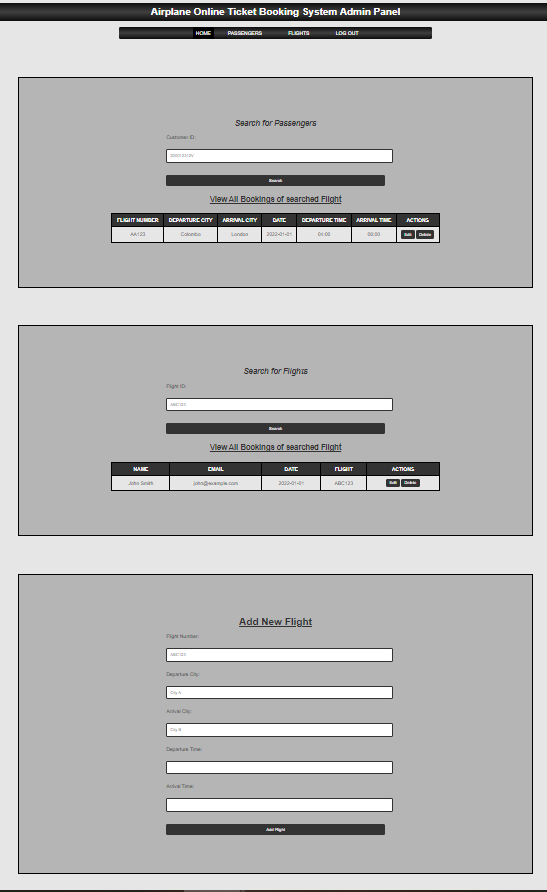 Airplane Online Ticket Booking System Admin Panel
HOME PASSENGERS FLIGHTS LOG OUT
Search for Passengers
Customer ID:
Search
View All Bookings of searched Flight
FLIGHT NUMBER DEPARTURE CITY ARRIVAL CITY DATE DEPARTURE TIME ARRIVAL TIME ACTIONS
AA123 Colombo London 2022-01-01 04:00 Edit Delete
Search for Flights
Flight ID:
ABC123
Search
View All Bookings of searched Flight
NAME EMAIL DATE FLIGHT ACTIONS
John Smith john@example.com 2022-01-01 ABC123 Edit Delete
Add New Flight
Flight Number:
ABC123
Departure City:
City A
Arrival City:
City B
Departure Time:
Arrival Time:
Add Flight